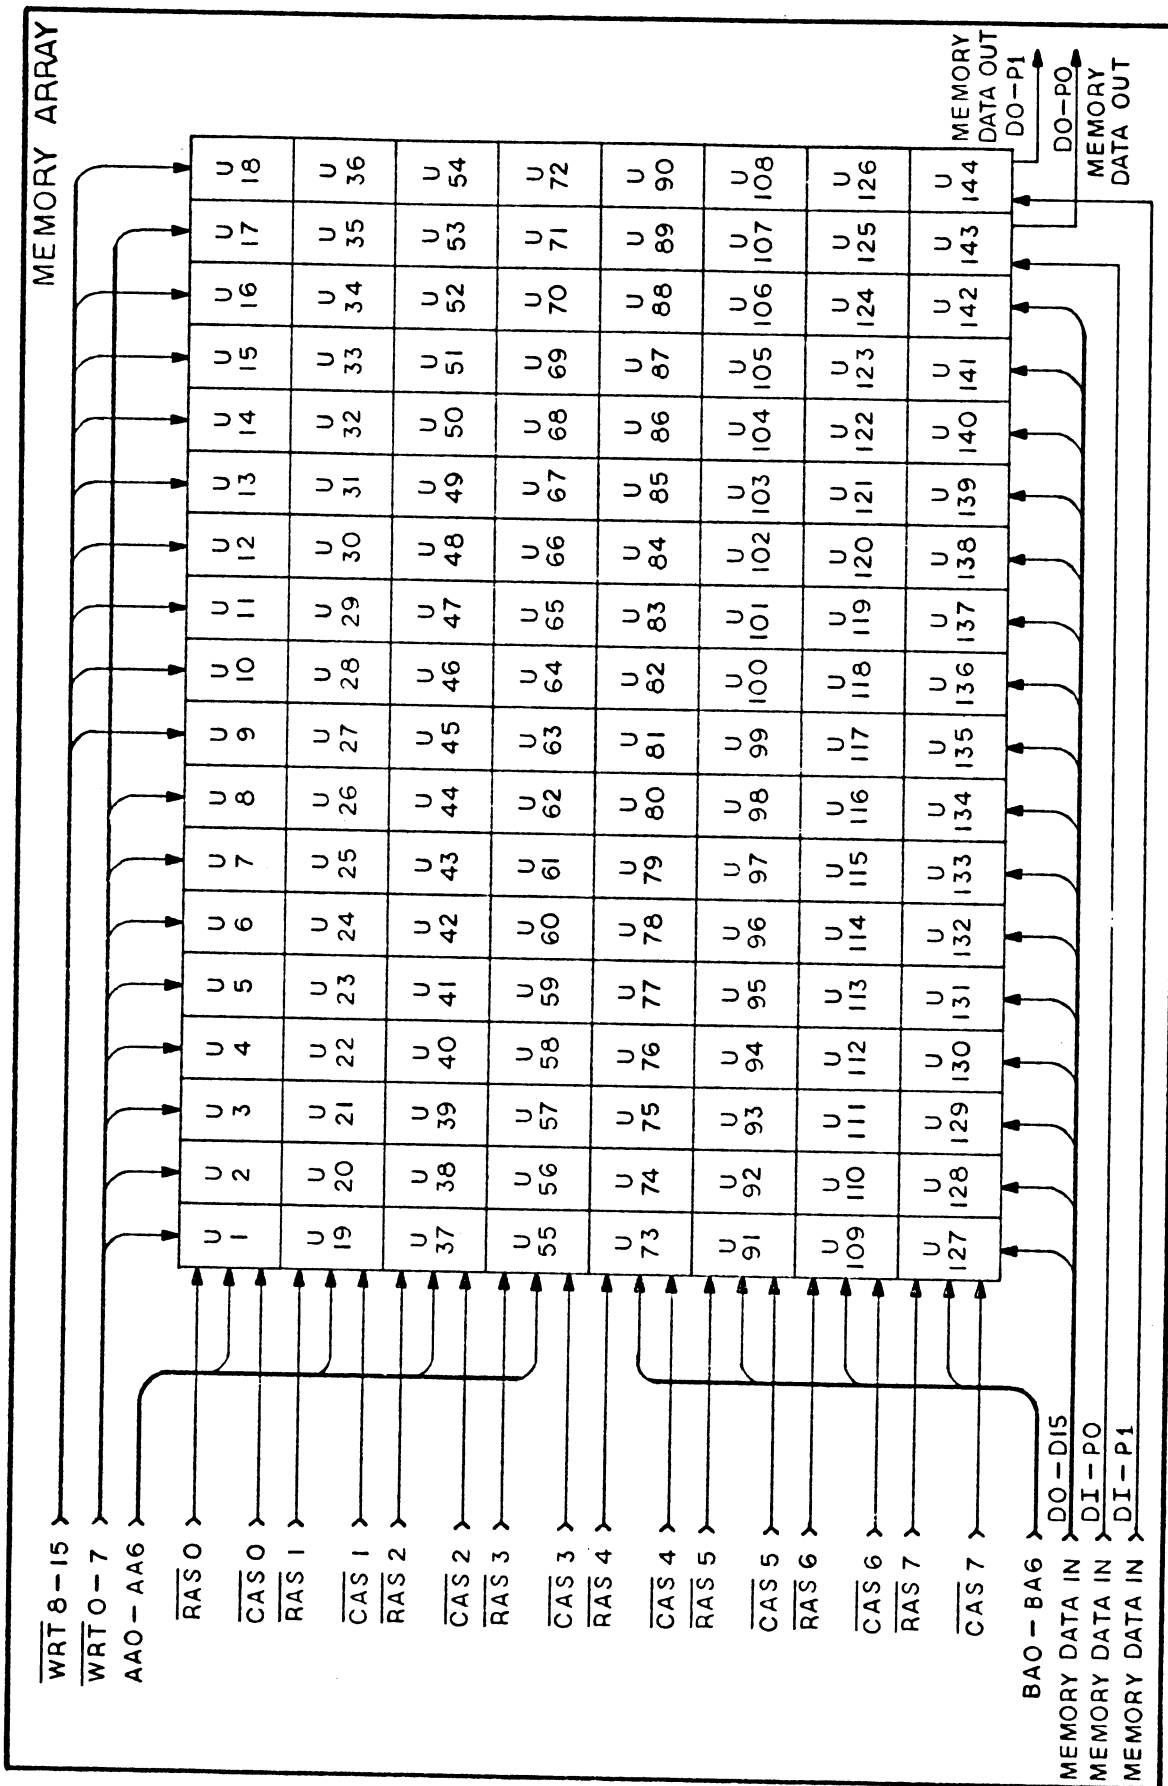 MEMORY ARRAY
WRT 8-15
WRT 0-7
AA0-AA6
RAS 0
CAS 0
RAS 1
CAS 1
RAS 2
CAS 2
RAS 3
CAS 3
RAS 4
CAS 4
RAS 5
CAS 5
RAS 6
CAS 6
RAS 7
CAS 7
BA0-BA6
MEMORY DATA IN D0-D15
MEMORY DATA IN DI-P0
MEMORY DATA IN DI-P1
U U U U U U U U U U U U U U U U U U
1 2 3 4 5 6 7 8 9 10 11 12 13 14 15 16 17 18
U U U U U U U U U U U U U U U U U U
19 20 21 22 23 24 25 26 27 28 29 30 31 32 33 34 35 36
U U U U U U U U U U U U U U U U U U
37 38 39 40 41 42 43 44 45 46 47 48 49 50 51 52 53 54
U U U U U U U U U U U U U U U U U U
55 56 57 58 59 60 61 62 63 64 65 66 67 68 69 70 71 72
U U U U U U U U U U U U U U U U U U
73 74 75 76 77 78 79 80 81 82 83 84 85 86 87 88 89 90
U U U U U U U U U U U U U U U U U U
91 92 93 94 95 96 97 98 99 100 101 102 103 104 105 106 107 108
U U U U U U U U U U U U U U U U U U
109 110 111 112 113 114 115 116 117 118 119 120 121 122 123 124 125 126
U U U U U U U U U U U U U U U U U U
127 128 129 130 131 132 133 134 135 136 137 138 139 140 141 142 143 144
MEMORY
DATA OUT
DO-P1
DO-P0
MEMORY
DATA OUT